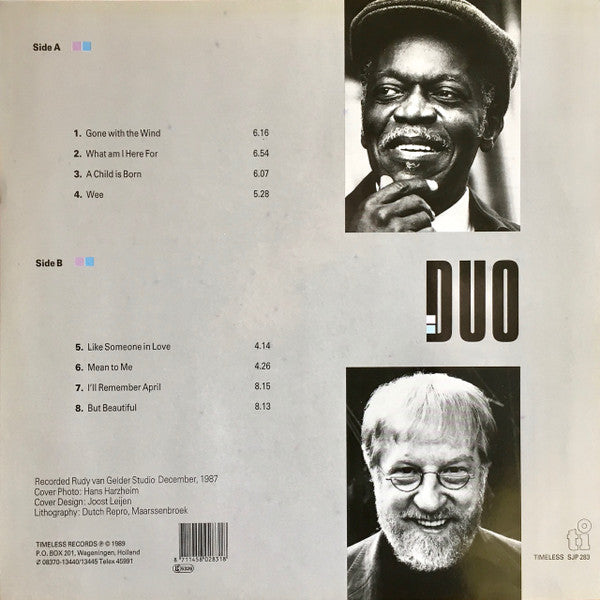 Side A
1. Gone with the Wind 6.16
2. What am I Here For 6.54
3. A Child is Born 6.07
4. Wee 5.28
DUO
Side B
5. Like Someone in Love 4.14
6. Mean to Me 4.26
7. I'll Remember April 8.15
8. But Beautiful 8.13
Recorded Rudy van Gelder Studio December, 1987
Cover Photo: Hans Harzheim
Cover Design: Joost Leijen
Lithography: Dutch Repro, Maarssenbroek
TIMELESS RECORDS ℗ © 1989
P.O. BOX 201, Wageningen, Holland
✆ 08370-13440/13445 Telex 45991
8 711458 028318
ti
TIMELESS SJP 283